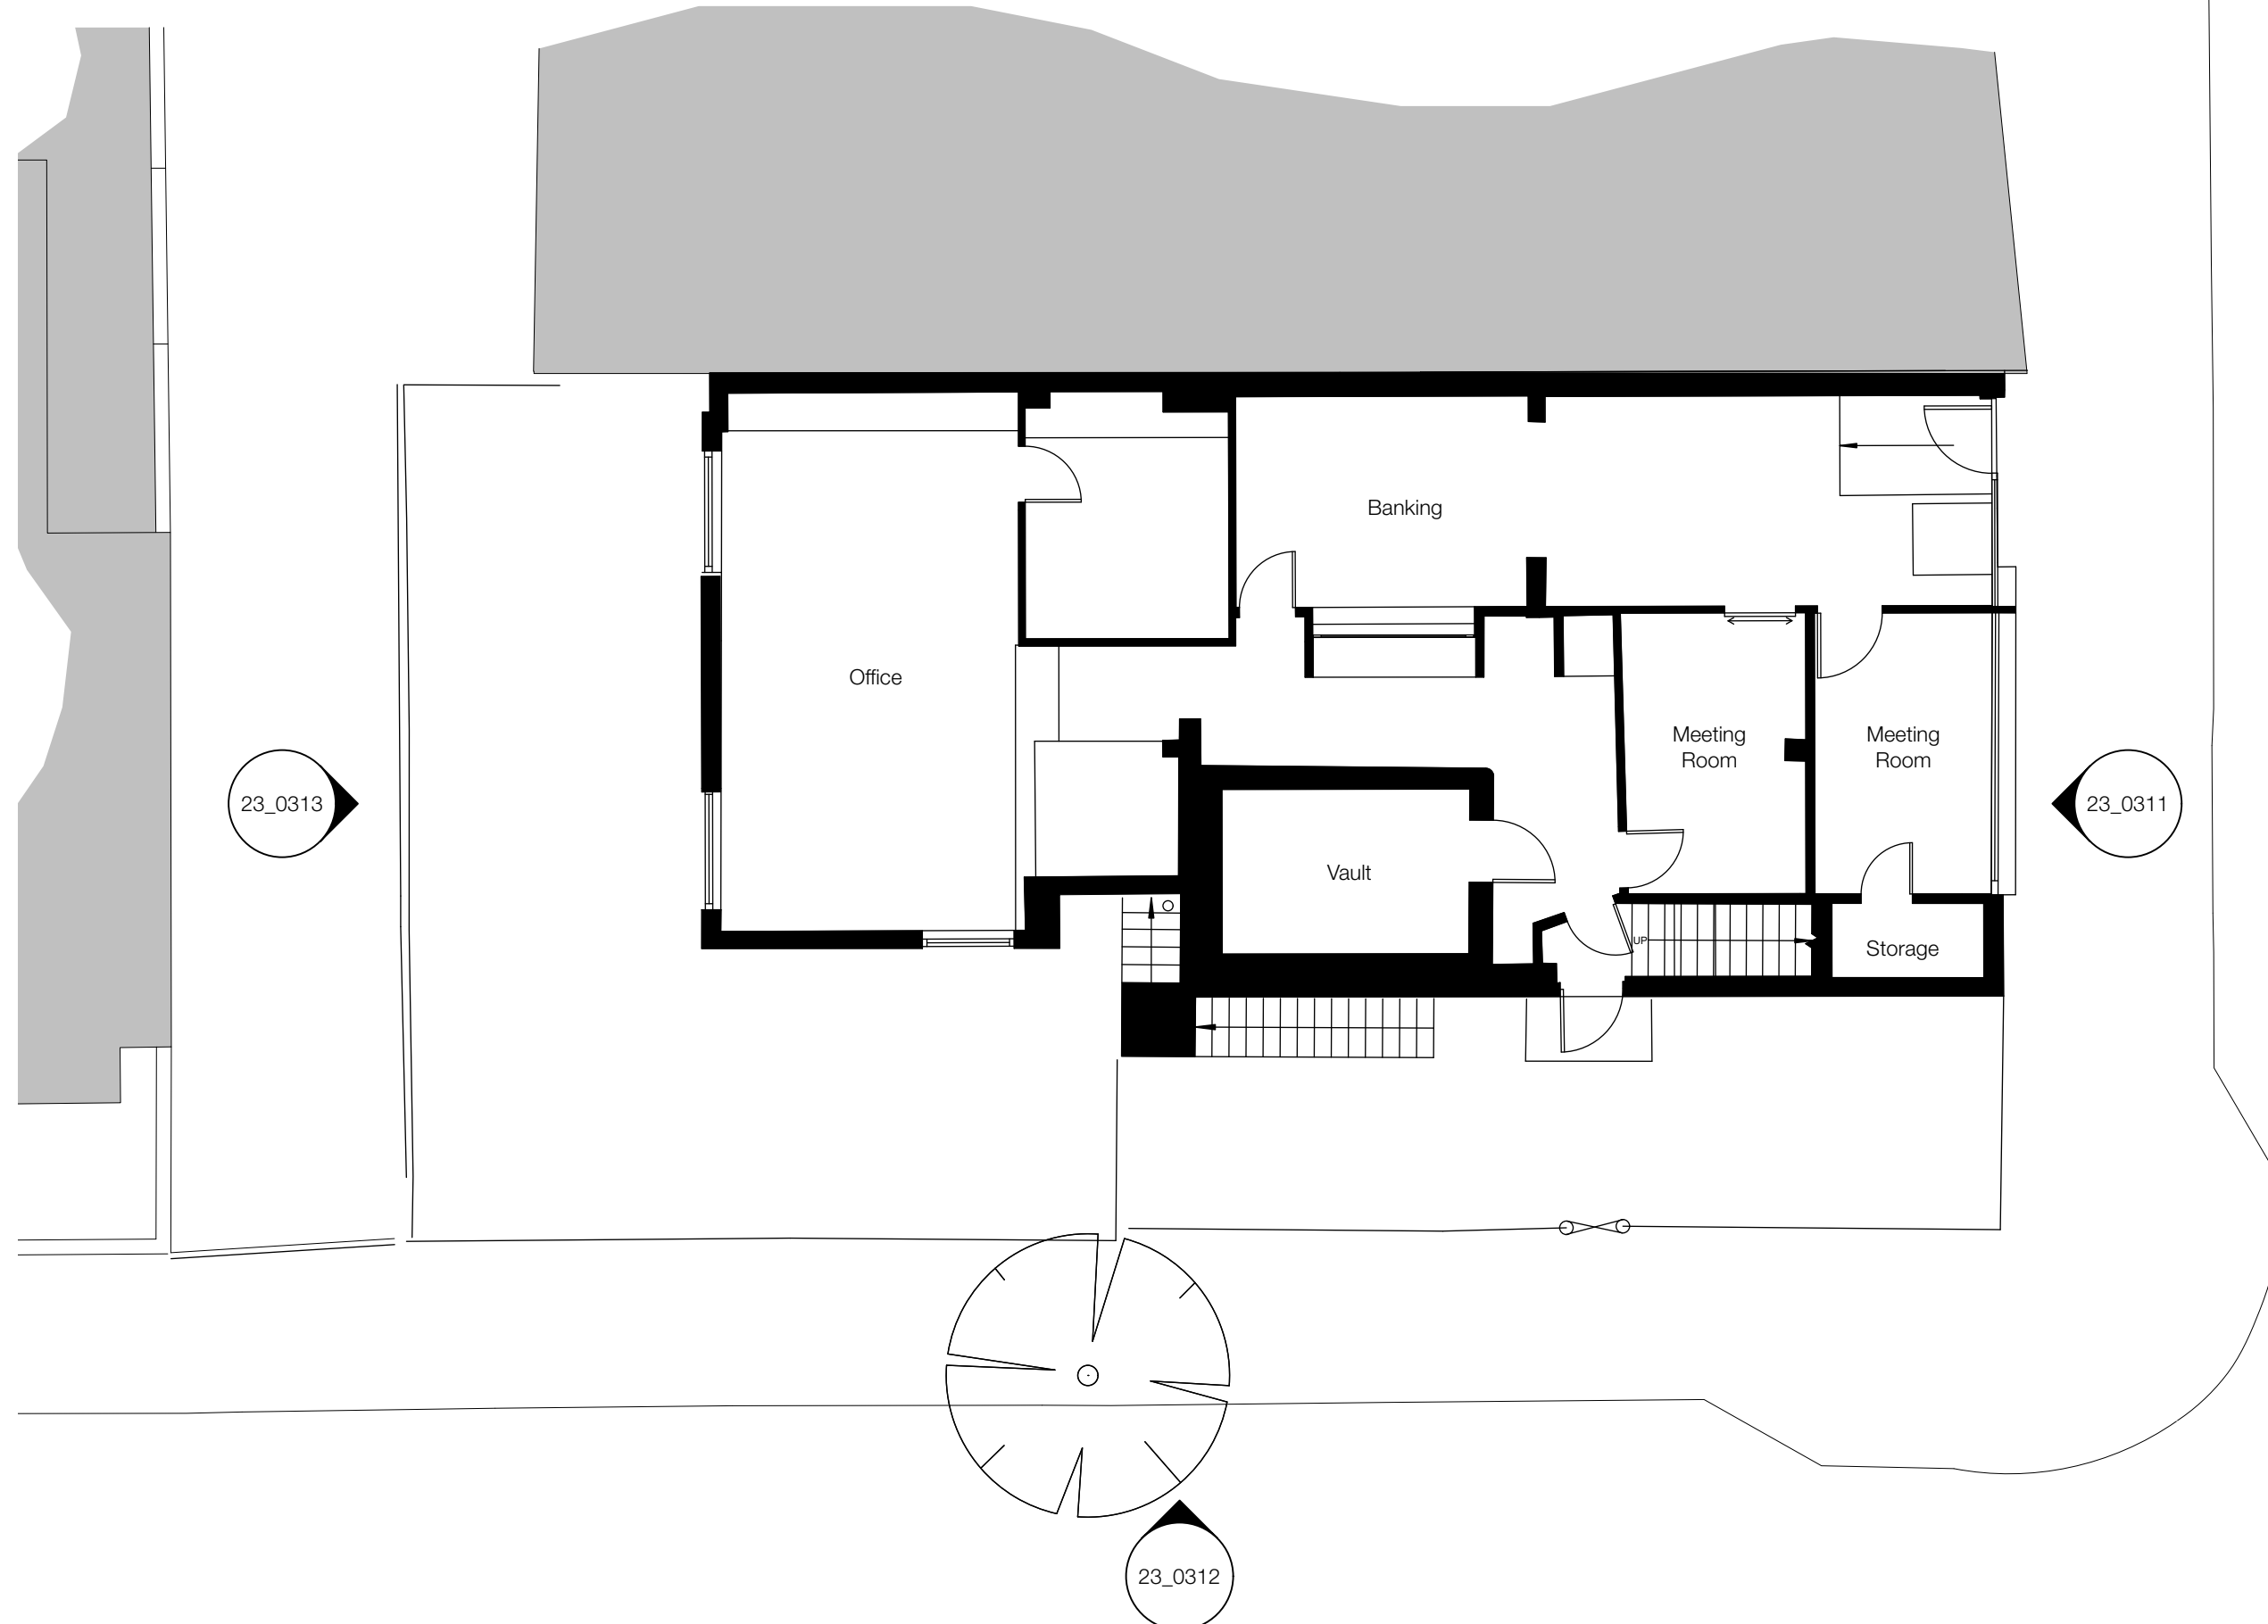 Banking
Office
Meeting
Room
Meeting
Room
23_0313
23_0311
Vault
UP
Storage
23_0312